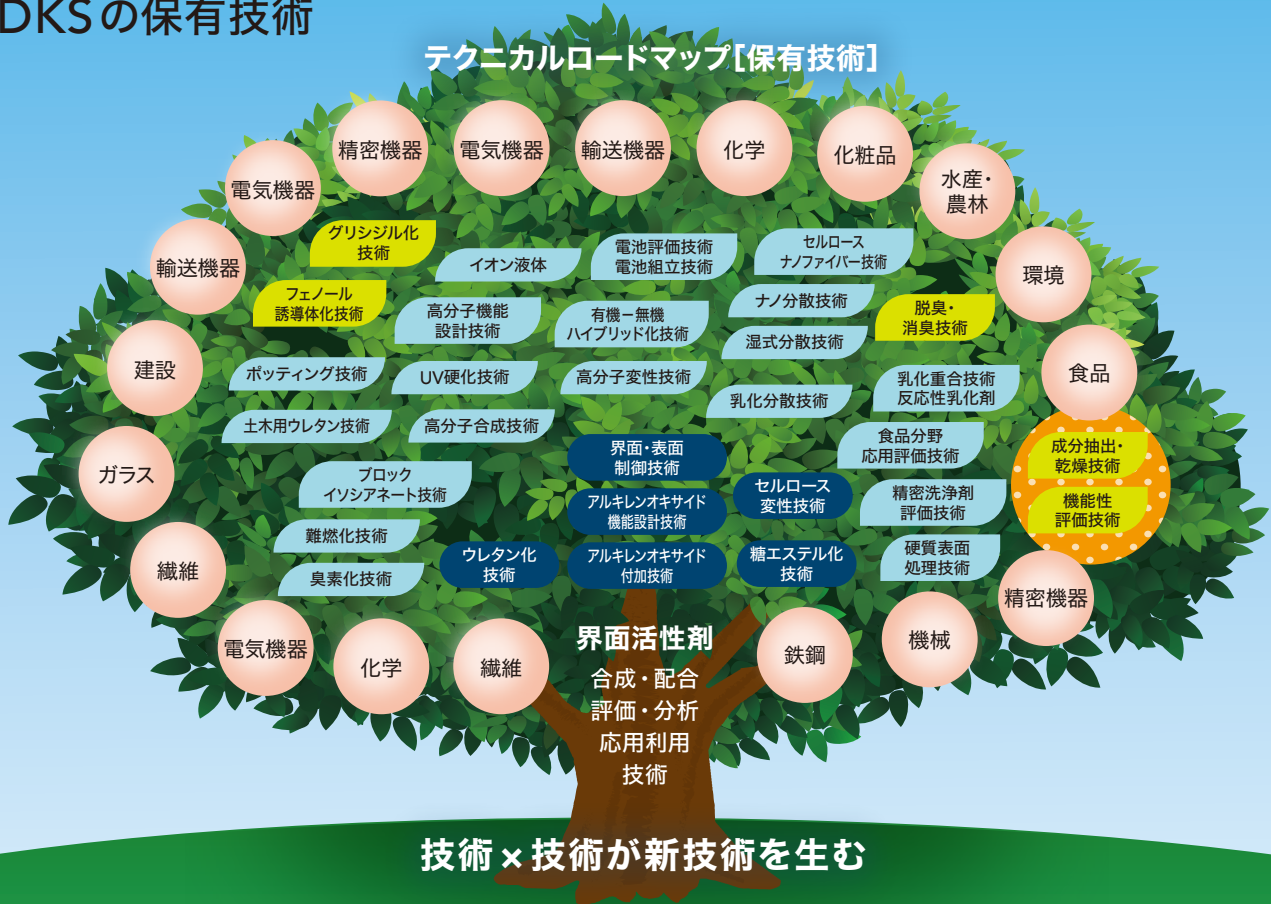 DKSの保有技術
テクニカルロードマップ[保有技術]
精密機器
電気機器
輸送機器
化学
化粧品
水産・
農林
電気機器
輸送機器
環境
建設
食品
ガラス
繊維
電気機器
化学
繊維
鉄鋼
機械
精密機器
グリシジル化
技術
イオン液体
電池評価技術
電池組立技術
セルロース
ナノファイバー技術
フェノール
誘導体化技術
高分子機能
設計技術
有機ー無機
ハイブリッド化技術
ナノ分散技術
脱臭・
消臭技術
湿式分散技術
ポッティング技術
UV硬化技術
高分子変性技術
乳化分散技術
乳化重合技術
反応性乳化剤
土木用ウレタン技術
高分子合成技術
食品分野
応用評価技術
成分抽出・
乾燥技術
機能性
評価技術
界面・表面
制御技術
ブロック
イソシアネート技術
アルキレンオキサイド
機能設計技術
セルロース
変性技術
精密洗浄剤
評価技術
難燃化技術
臭素化技術
ウレタン化
技術
アルキレンオキサイド
付加技術
糖エステル化
技術
硬質表面
処理技術
界面活性剤
合成・配合
評価・分析
応用利用
技術
技術×技術が新技術を生む